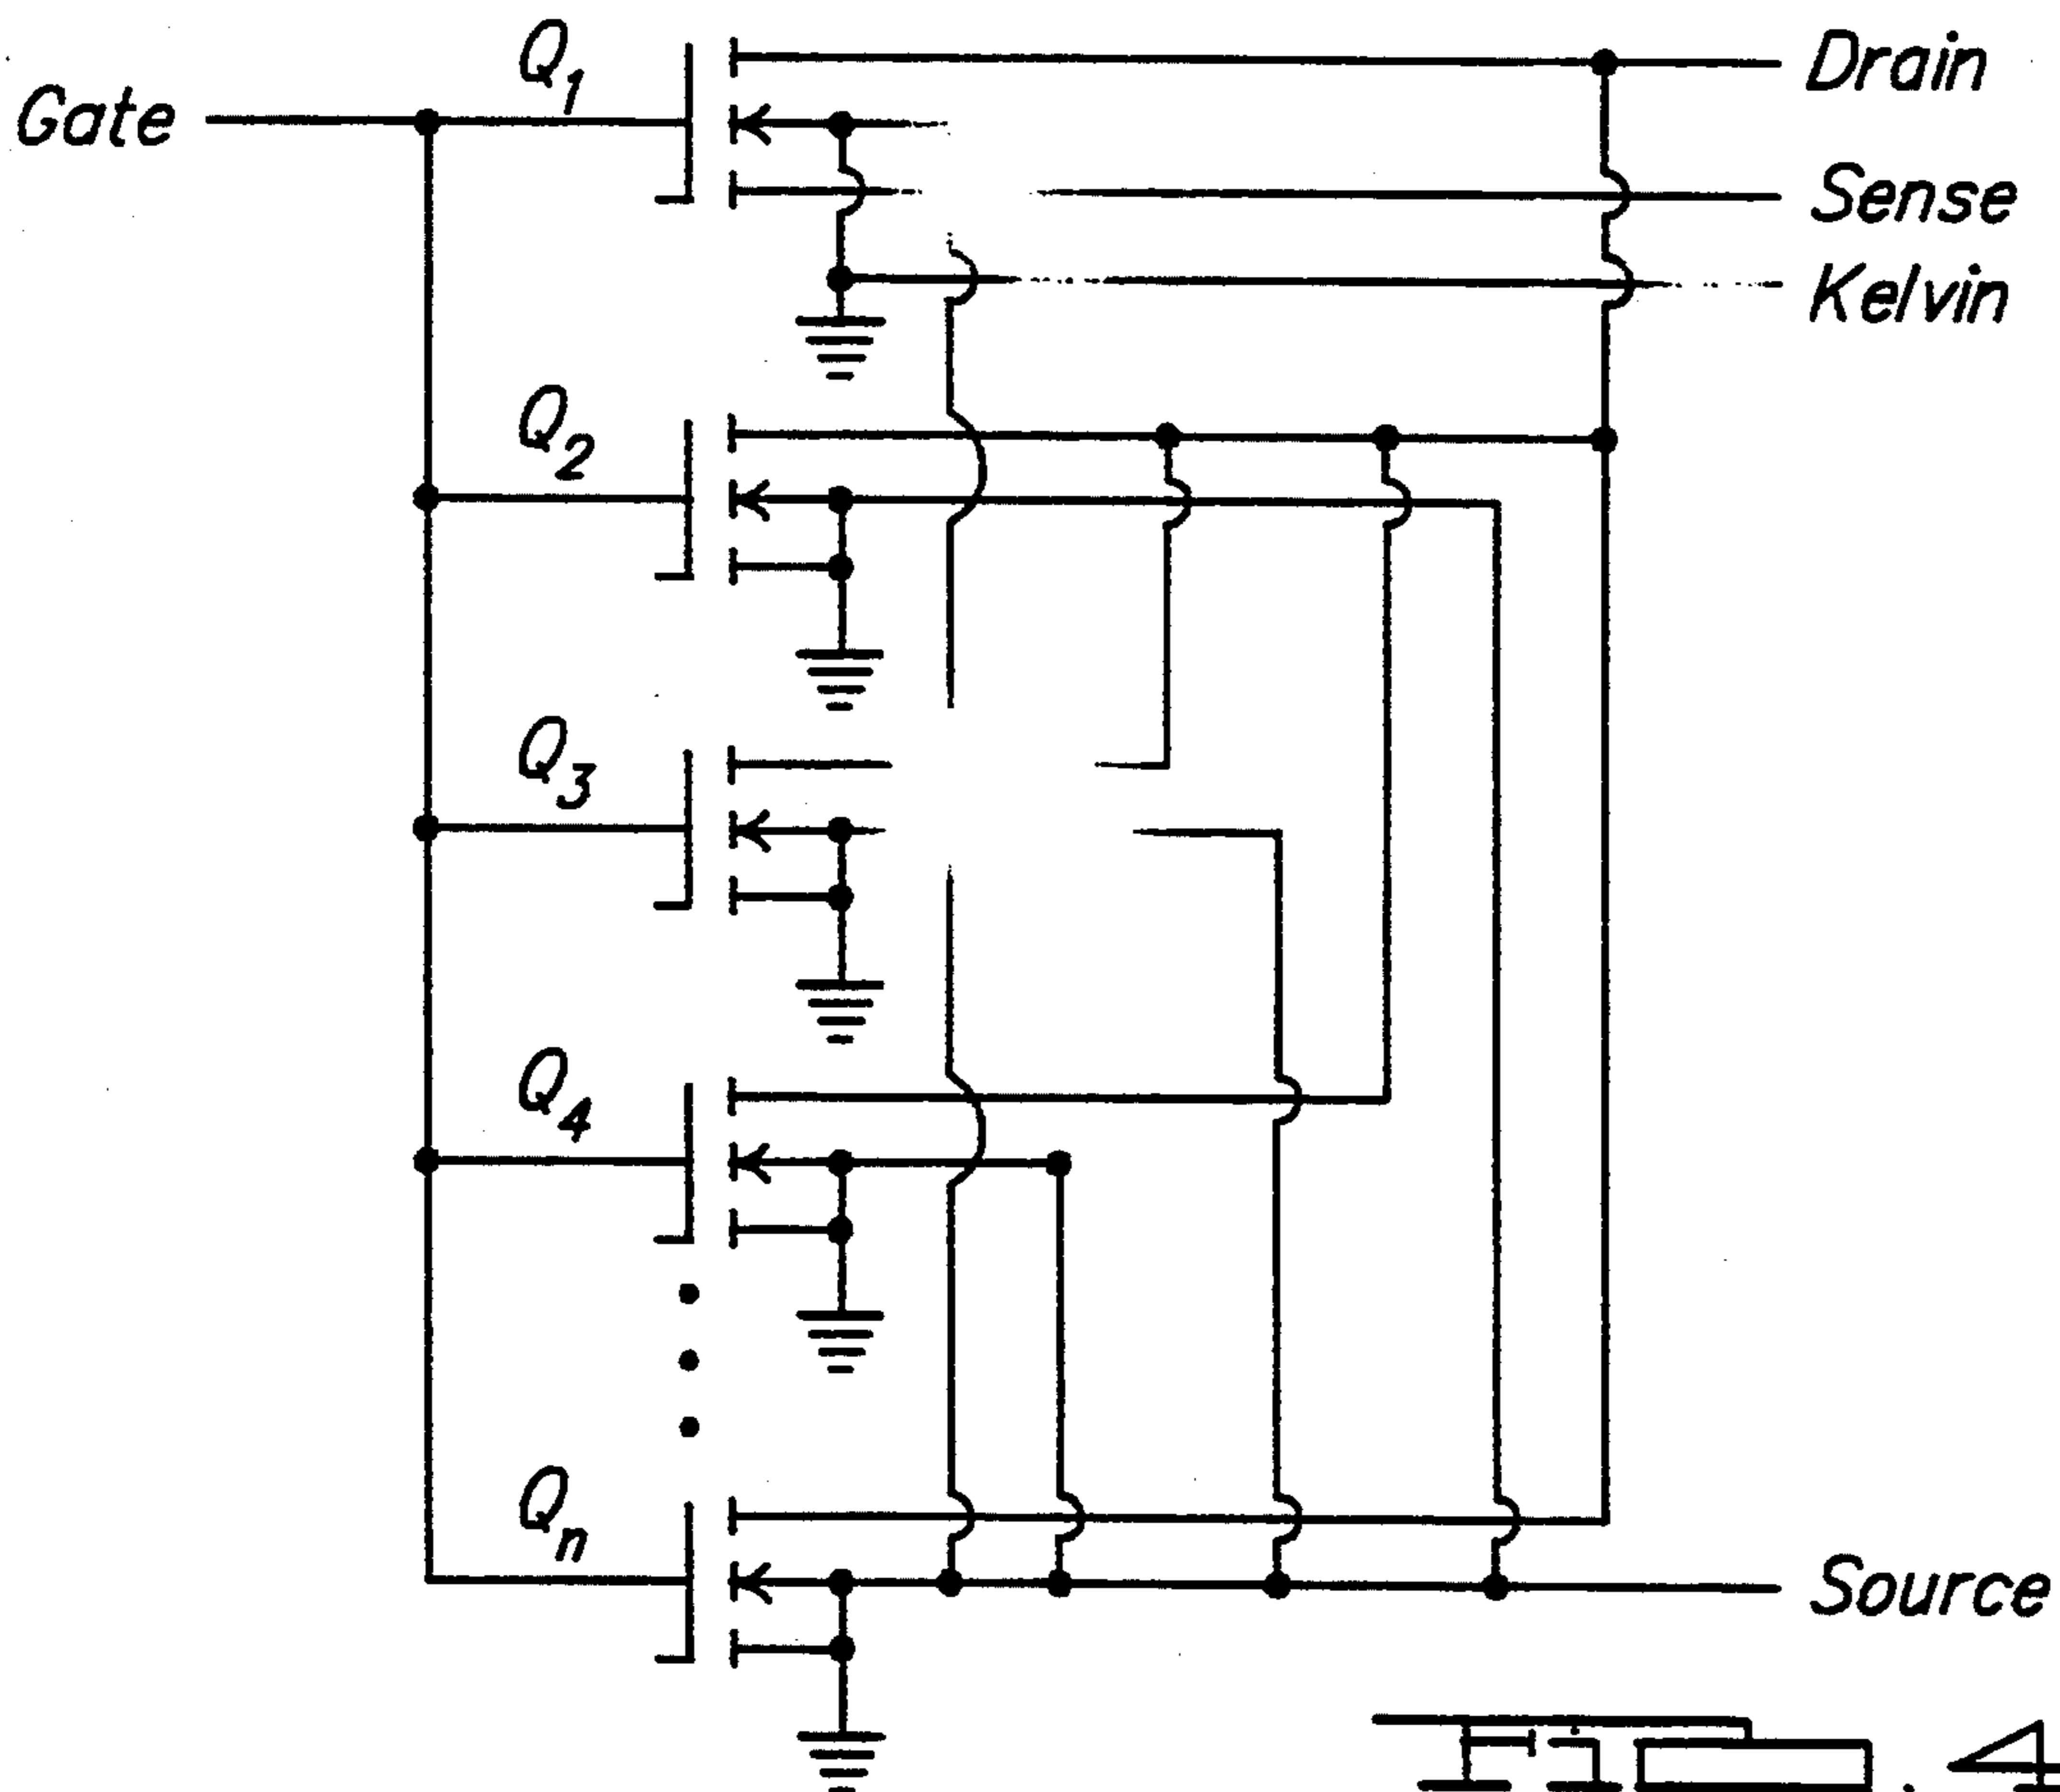 Gate
Q1
Drain
Sense
Kelvin
Q2
Q3
Q4
Qn
Source